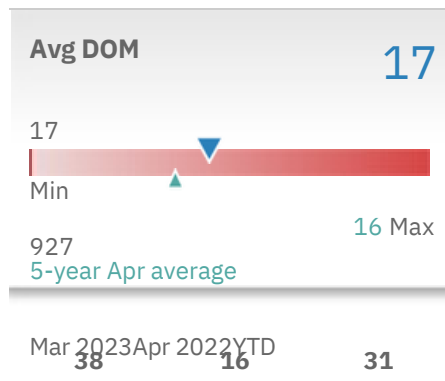 Avg DOM 17
17
Min
16 Max
927
5-year Apr average
Mar 2023Apr 2022YTD
38 16 31